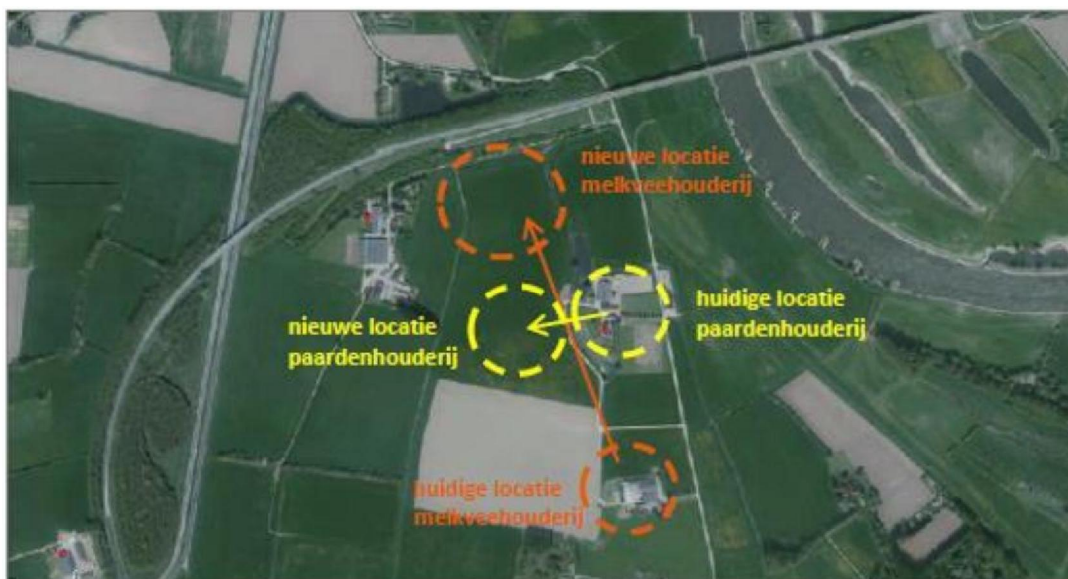 nieuwe locatie
melkveehouderij
huidige locatie
paardenhouderij
nieuwe locatie
paardenhouderij
huidige locatie
melkveehouderij